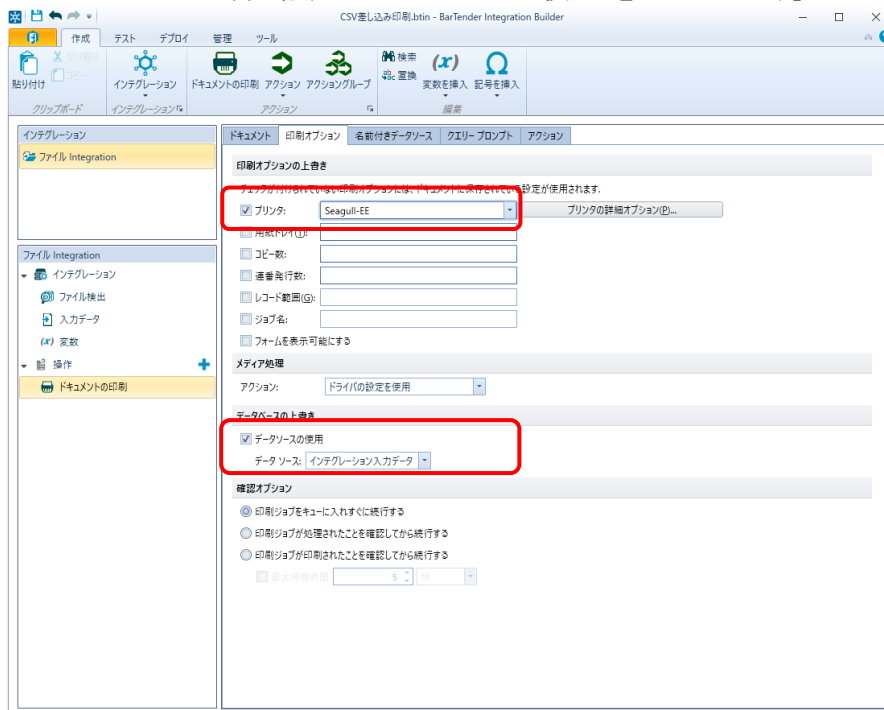 CSV差し込み印刷.btin - BarTender Integration Builder
作成 テスト デプロイ 管理 ツール
貼り付け
切り取り
コピー
クリップボード
インテグレーション
インテグレーション
ドキュメントの印刷
アクション
アクショングループ
アクション
検索
置換
変数を挿入
記号を挿入
編集
インテグレーション
ファイル Integration
ファイル Integration
インテグレーション
ファイル検出
入力データ
(x) 変数
操作
ドキュメントの印刷
ドキュメント 印刷オプション 名前付きデータソース クエリー プロンプト アクション
印刷オプションの上書き
チェックが付けられていない印刷オプションには、ドキュメントに保存されている設定が使用されます.
プリンタ: Seagull-EE プリンタの詳細オプション(P)...
用紙トレイ(T):
コピー数:
連番発行数:
レコード範囲(G):
ジョブ名:
フォームを表示可能にする
メディア処理
アクション: ドライバの設定を使用
データベースの上書き
データソースの使用
データ ソース: インテグレーション入力データ
確認オプション
印刷ジョブをキューに入れすぐに続行する
印刷ジョブが処理されたことを確認してから続行する
印刷ジョブが印刷されたことを確認してから続行する
最大待機時間 5 秒